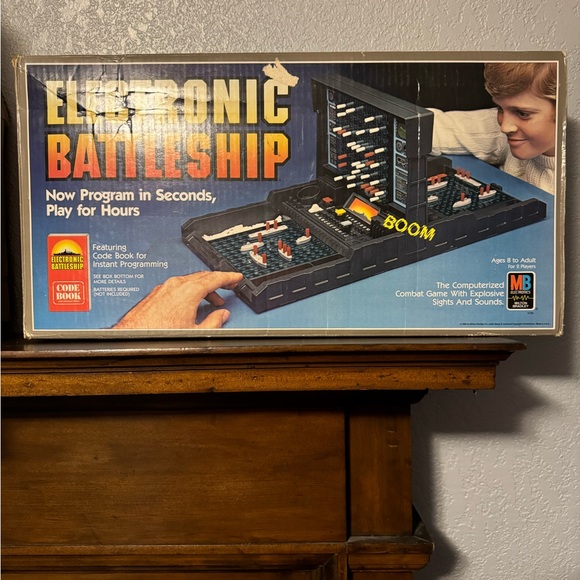 ELECTRONIC
BATTLESHIP
Now Program in Seconds,
Play for Hours
ELECTRONIC
BATTLESHIP
CODE
BOOK
Featuring
Code Book for
Instant Programming
SEE BOX BOTTOM FOR
MORE DETAILS
BATTERIES REQUIRED
(NOT INCLUDED)
BOOM
Ages 8 to Adult
For 2 Players
The Computerized
Combat Game With Explosive
Sights And Sounds.
MB
ELECTRONICS
MILTON
BRADLEY